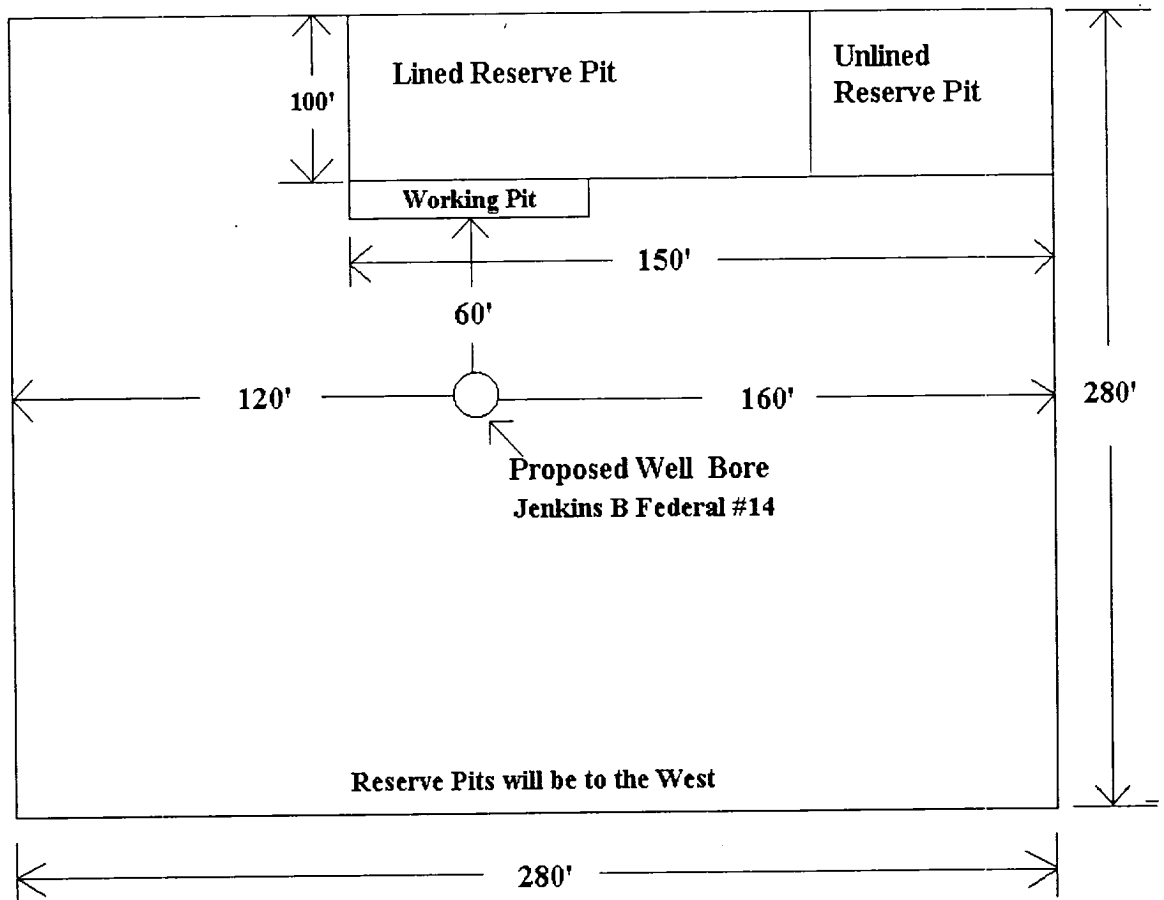 Lined Reserve Pit
Unlined
Reserve Pit
100'
Working Pit
150'
60'
120'
160'
280'
Proposed Well Bore
Jenkins B Federal #14
Reserve Pits will be to the West
280'